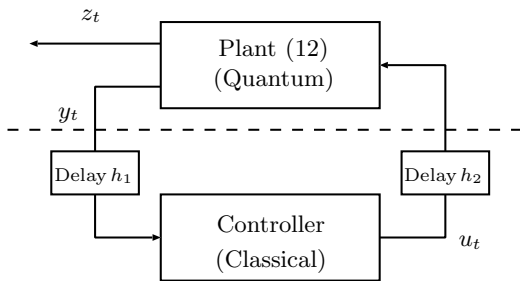 z_t
Plant (12)
(Quantum)
y_t
Delay h_1
Delay h_2
Controller
(Classical)
u_t